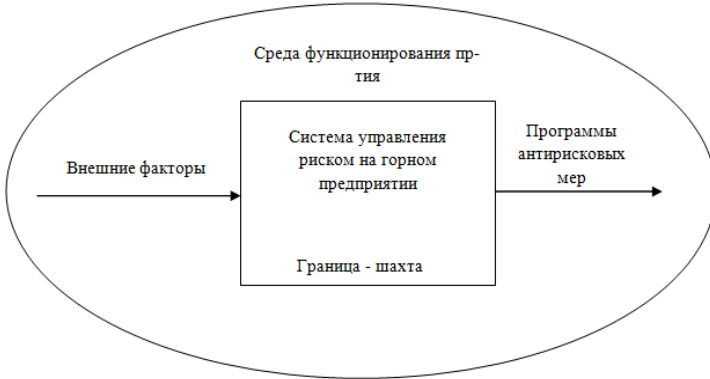 Среда функционирования пр-
тия
Внешние факторы
Система управления
риском на горном
предприятии
Граница - шахта
Программы
антирисковых
мер